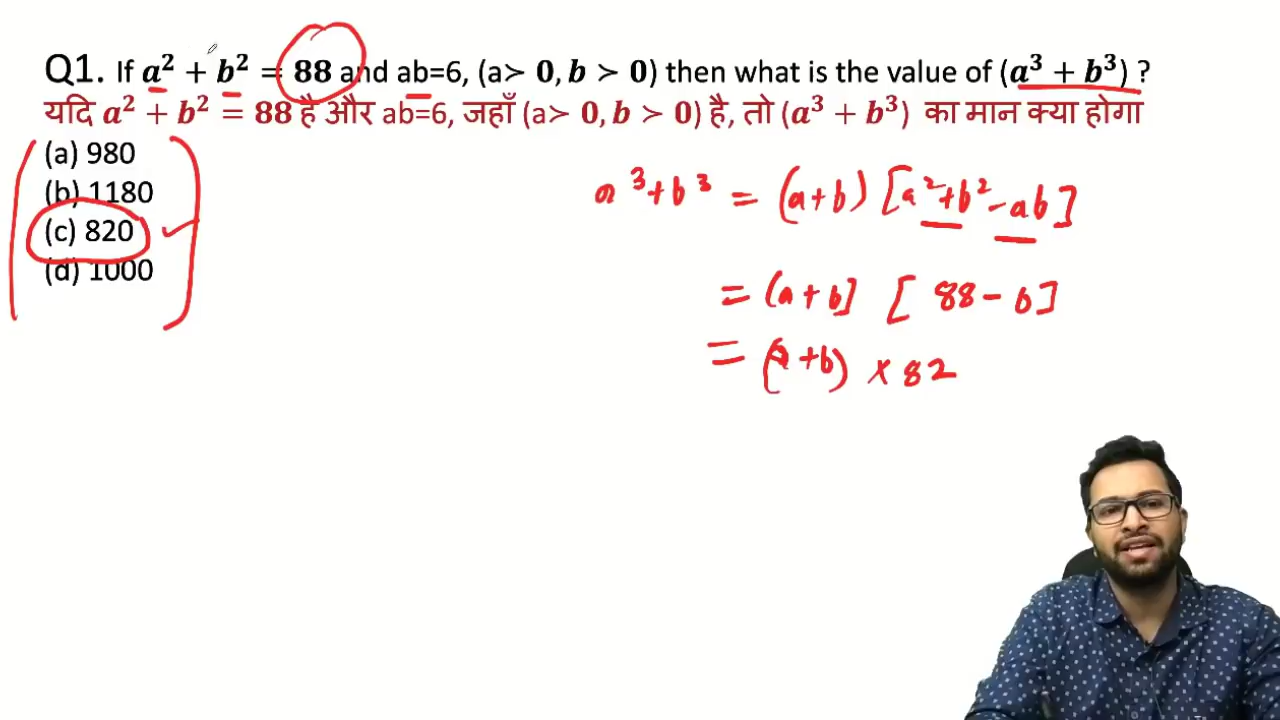 Q1. If a² + b² = 88 and ab=6, (a≻ 0, b ≻ 0) then what is the value of (a³ + b³) ?
यदि a² + b² = 88 है और ab=6, जहाँ (a≻ 0, b ≻ 0) है, तो (a³ + b³) का मान क्या होगा
(a) 980
(b) 1180
(c) 820
(d) 1000
a³+b³ = (a+b) [a²+b²-ab]
= (a+b] [88-6]
= (a+b) × 82